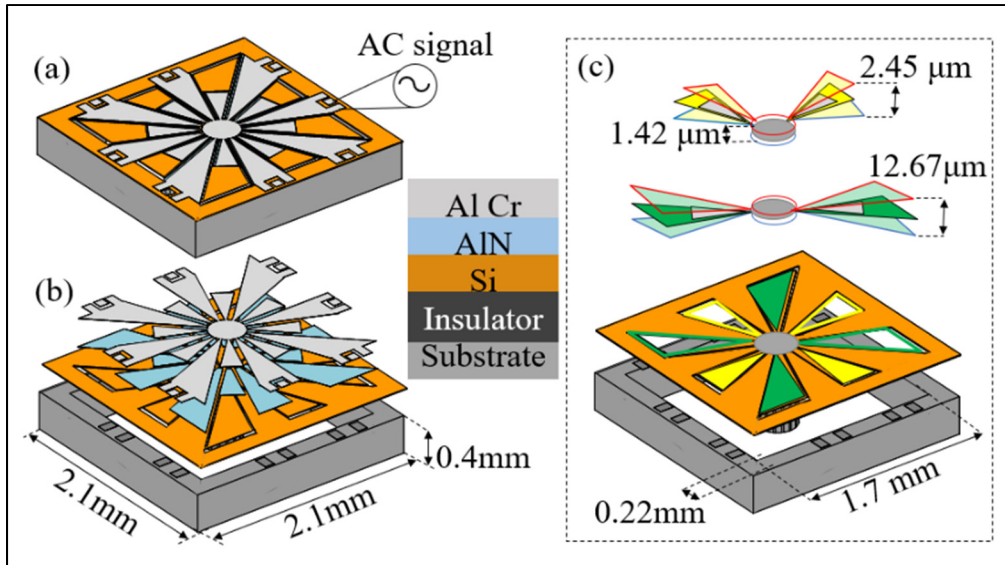 (a)
AC signal
(b)
2.1mm
2.1mm
0.4mm
Al Cr
AlN
Si
Insulator
Substrate
(c)
2.45 μm
1.42 μm
12.67μm
0.22mm
1.7 mm